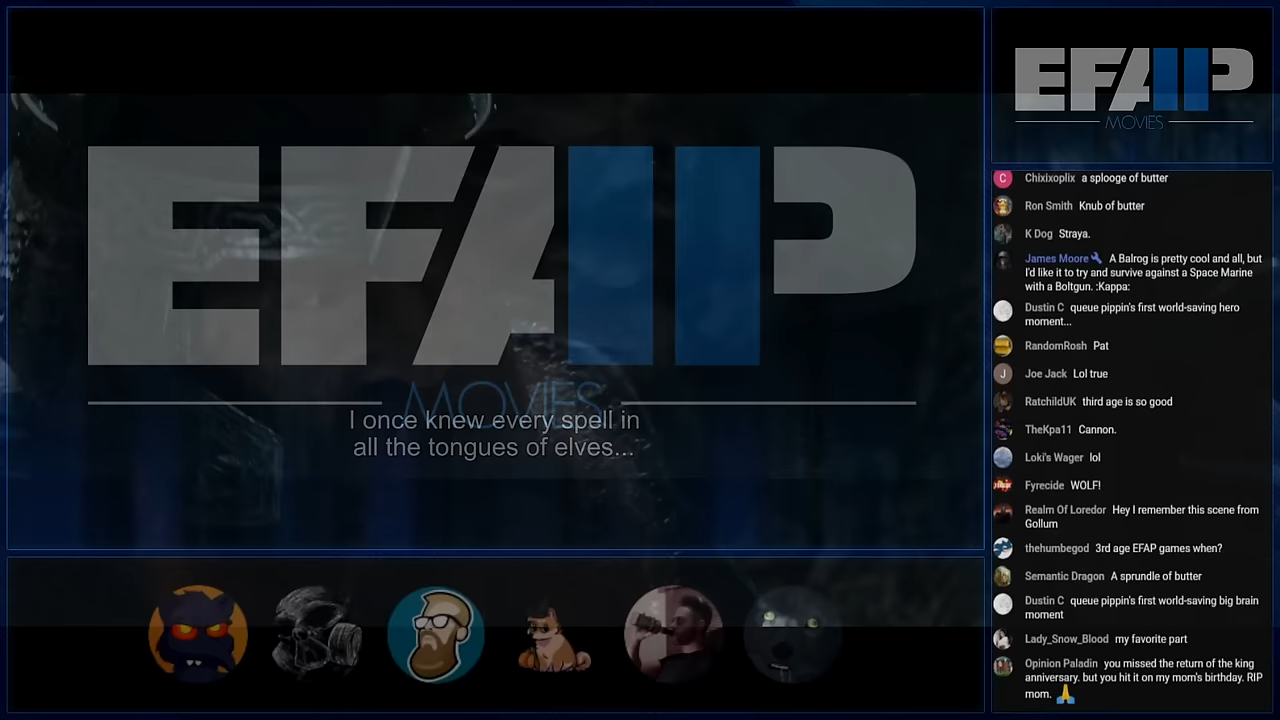 EFAP
MOVIES
I once knew every spell in
all the tongues of elves...
EFAP
MOVIES
C Chixixoplix a splooge of butter
Ron Smith Knub of butter
K Dog Straya.
James Moore A Balrog is pretty cool and all, but
I'd like it to try and survive against a Space Marine
with a Boltgun. :Kappa:
Dustin C queue pippin's first world-saving hero
moment...
RandomRosh Pat
J Joe Jack Lol true
RatchildUK third age is so good
TheKpa11 Cannon.
Loki's Wager lol
Fyrecide WOLF!
Realm Of Loredor Hey I remember this scene from
Gollum
thehumbegod 3rd age EFAP games when?
Semantic Dragon A sprundle of butter
Dustin C queue pippin's first world-saving big brain
moment
Lady_Snow_Blood my favorite part
Opinion Paladin you missed the return of the king
anniversary. but you hit it on my mom's birthday. RIP
mom. 🙏